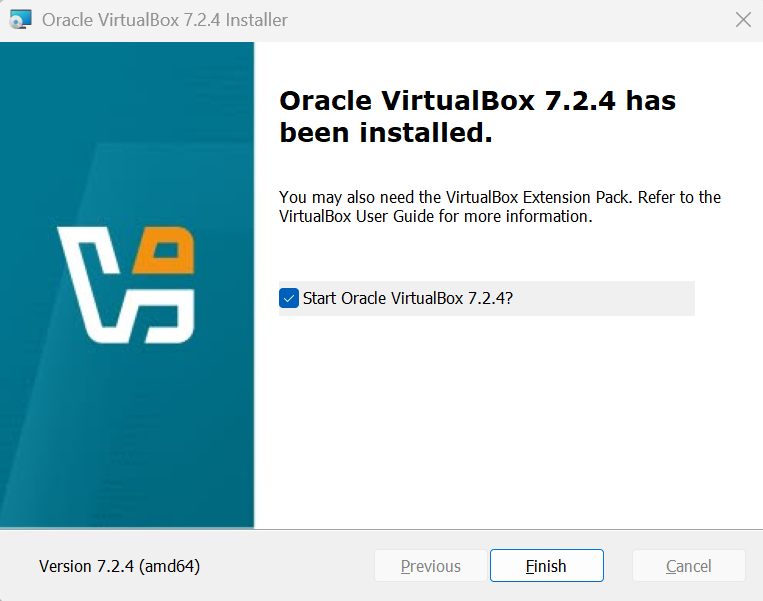 Oracle VirtualBox 7.2.4 Installer
Oracle VirtualBox 7.2.4 has
been installed.
You may also need the VirtualBox Extension Pack. Refer to the
VirtualBox User Guide for more information.
Start Oracle VirtualBox 7.2.4?
Version 7.2.4 (amd64)
Previous
Finish
Cancel